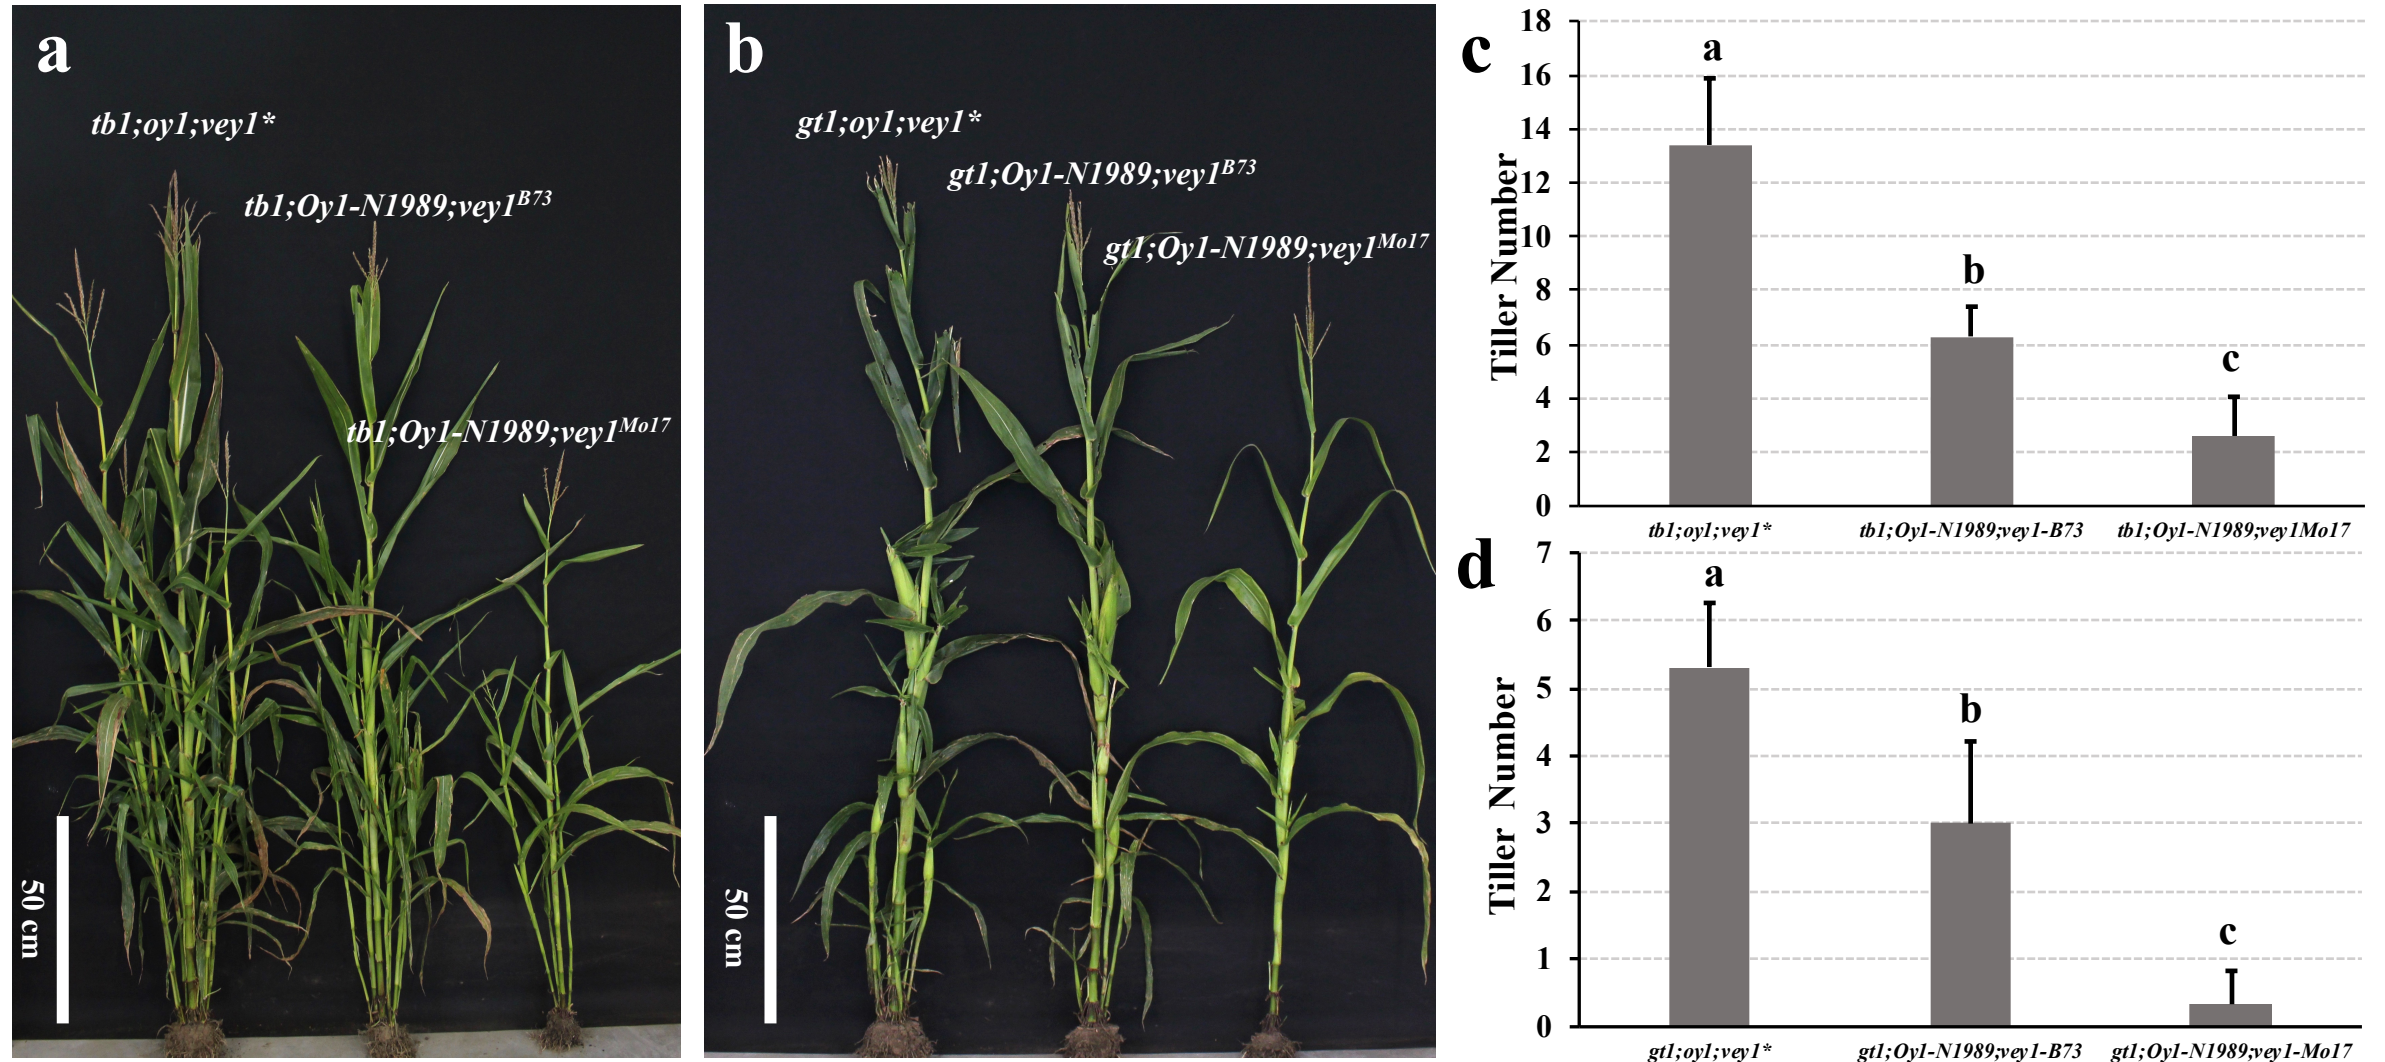 a
tb1;oy1;vey1*
tb1;Oy1-N1989;vey1B73
tb1;Oy1-N1989;vey1Mo17
50 cm
b
gt1;oy1;vey1*
gt1;Oy1-N1989;vey1B73
gt1;Oy1-N1989;vey1Mo17
50 cm
c
Tiller Number
18
16
14
12
10
8
6
4
2
0
a
b
c
tb1;oy1;vey1*
tb1;Oy1-N1989;vey1-B73
tb1;Oy1-N1989;vey1Mo17
d
Tiller Number
7
6
5
4
3
2
1
0
a
b
c
gt1;oy1;vey1*
gt1;Oy1-N1989;vey1-B73
gt1;Oy1-N1989;vey1-Mo17